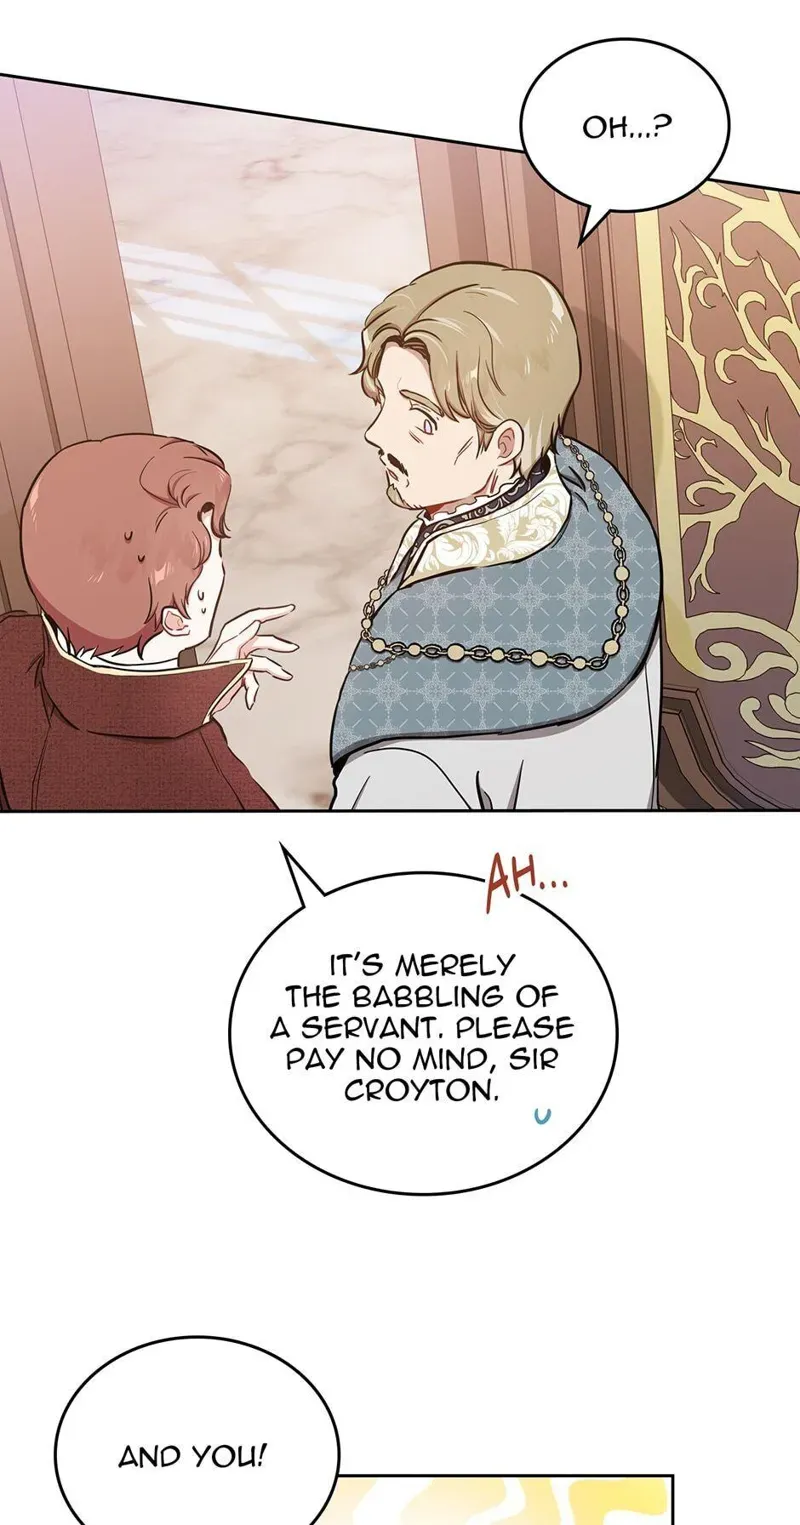 OH...?
AH...
IT'S MERELY
THE BABBLING OF
A SERVANT. PLEASE
PAY NO MIND, SIR
CROYTON.
AND YOU!